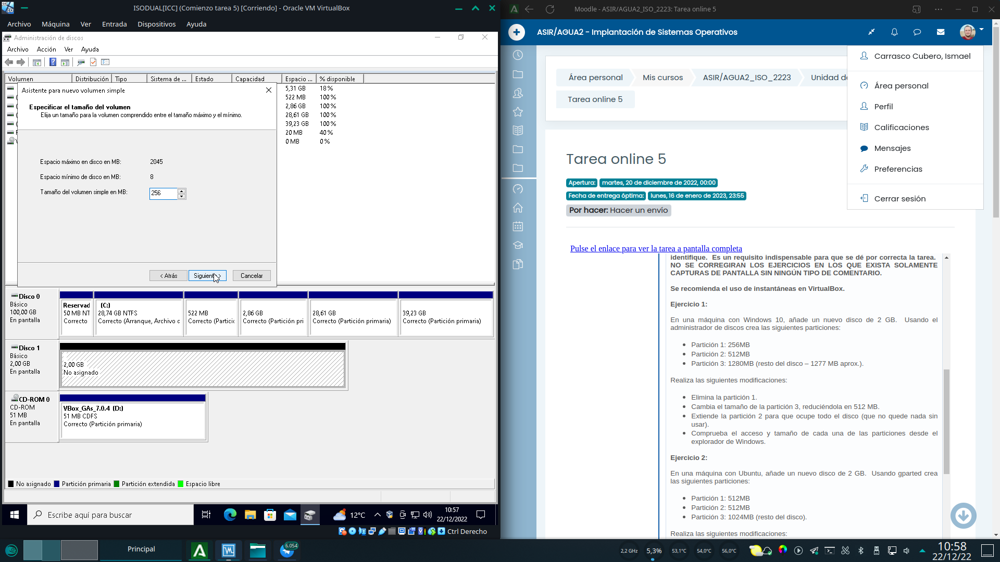 ISODUAL[ICC] (Comienzo tarea 5) [Corriendo] - Oracle VM VirtualBox
Archivo Máquina Ver Entrada Dispositivos Ayuda
Administración de discos
Archivo Acción Ver Ayuda
Volumen Distribución Tipo Sistema de ... Estado Capacidad Espacio ... % disponible
5,31 GB 18 %
522 MB 100 %
2,86 GB 100 %
28,61 GB 100 %
39,23 GB 100 %
20 MB 40 %
0 MB 0 %
Asistente para nuevo volumen simple
Especificar el tamaño del volumen
Elija un tamaño para la volumen comprendido entre el tamaño máximo y el mínimo.
Espacio máximo en disco en MB: 2045
Espacio mínimo de disco en MB: 8
Tamaño del volumen simple en MB: 256
< Atrás Siguiente > Cancelar
Disco 0
Básico
100,00 GB
En pantalla
Reservad
50 MB NT
Correcto
(C:)
28,74 GB NTFS
Correcto (Arranque, Archivo c
522 MB
Correcto (Partició
2,86 GB
Correcto (Partición pri
28,61 GB
Correcto (Partición primaria)
39,23 GB
Correcto (Partición primaria)
Disco 1
Básico
2,00 GB
En pantalla
2,00 GB
No asignado
CD-ROM 0
CD-ROM
51 MB
En pantalla
VBox_GAs_7.0.4 (D:)
51 MB CDFS
Correcto (Partición primaria)
No asignado Partición primaria Partición extendida Espacio libre
Escribe aquí para buscar
12°C
10:57
22/12/2022
Ctrl Derecho
Moodle - ASIR/AGUA2_ISO_2223: Tarea online 5
ASIR/AGUA2 - Implantación de Sistemas Operativos
Carrasco Cubero, Ismael
Área personal
Perfil
Calificaciones
Mensajes
Preferencias
Cerrar sesión
Área personal Mis cursos ASIR/AGUA2_ISO_2223 Unidad de
Tarea online 5
Tarea online 5
Apertura: martes, 20 de diciembre de 2022, 00:00
Fecha de entrega óptima: lunes, 16 de enero de 2023, 23:55
Por hacer: Hacer un envío
Pulse el enlace para ver la tarea a pantalla completa
identifique. Es un requisito indispensable para que se dé por correcta la tarea.
NO SE CORREGIRAN LOS EJERCICIOS EN LOS QUE EXISTA SOLAMENTE
CAPTURAS DE PANTALLA SIN NINGÚN TIPO DE COMENTARIO.
Se recomienda el uso de instantáneas en VirtualBox.
Ejercicio 1:
En una máquina con Windows 10, añade un nuevo disco de 2 GB. Usando el
administrador de discos crea las siguientes particiones:
Partición 1: 256MB
Partición 2: 512MB
Partición 3: 1280MB (resto del disco – 1277 MB aprox.).
Realiza las siguientes modificaciones:
Elimina la partición 1.
Cambia el tamaño de la partición 3, reduciéndola en 512 MB.
Extiende la partición 2 para que ocupe todo el disco (que no quede nada sin
usar).
Comprueba el acceso y tamaño de cada una de las particiones desde el
explorador de Windows.
Ejercicio 2:
En una máquina con Ubuntu, añade un nuevo disco de 2 GB. Usando gparted crea
las siguientes particiones:
Partición 1: 512MB
Partición 2: 512MB
Partición 3: 1024MB (resto del disco).
Realiza las siguientes modificaciones:
Principal
6.054
2,2 GHz 5,3% 53,1°C 54,0°C 56,0°C
10:58
22/12/22